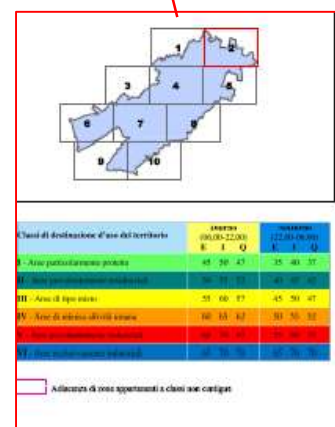 1
2
3
4
5
6
7
8
9
10
Classi di destinazione d'uso del territorio
DIURNO
(06,00-22,00)
E I Q
NOTTURNO
(22,00-06,00)
E I Q
I - Aree particolarmente protette 45 50 47 35 40 37
II - Aree
III - Aree di tipo misto 55 60 57 45 50 47
IV - Aree di intensa attività umana 60 65 62 50 55 52
V - Aree
VI - Aree esclusivamente industriali
Adiacenza di zone appartenenti a classi non contigue